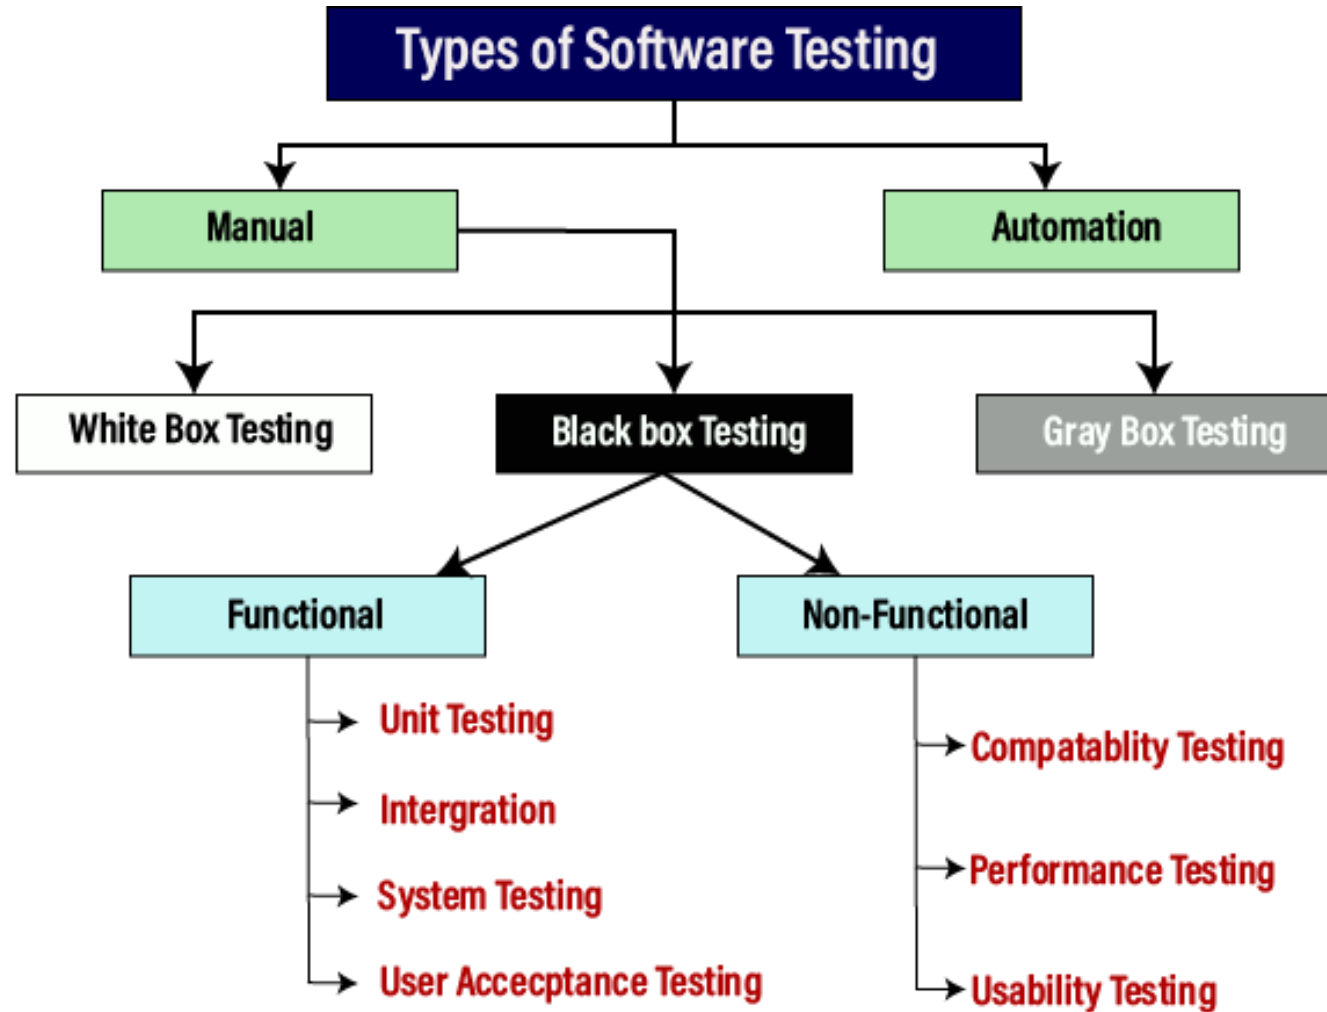 Types of Software Testing
Manual
Automation
White Box Testing
Black box Testing
Gray Box Testing
Functional
Non-Functional
Unit Testing
Intergration
System Testing
User Accecptance Testing
Compatablity Testing
Performance Testing
Usability Testing